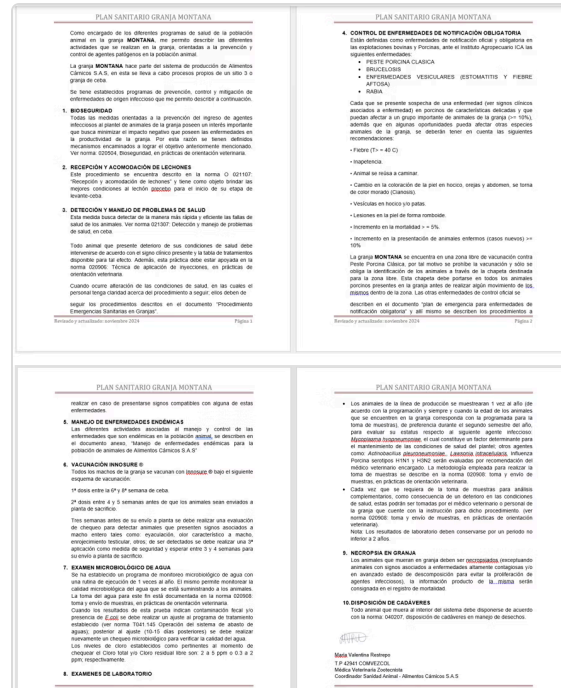 PLAN SANITARIO GRANJA MONTANA
Como encargado de los diferentes programas de salud de la población
animal en la granja MONTANA, me permito describir las diferentes
actividades que se realizan en la granja, orientadas a la prevención y
control de agentes patógenos en la población animal.
La granja MONTANA hace parte del sistema de producción de Alimentos
Cárnicos S.A.S, en esta se lleva a cabo procesos propios de un sitio 3 o
granja de ceba.
Se tiene establecidos programas de prevención, control y mitigación de
enfermedades de origen infeccioso que me permito describir a continuación.
1. BIOSEGURIDAD
Todas las medidas orientadas a la prevención del ingreso de agentes
infecciosos al plantel de animales de la granja poseen un interés importante
que busca minimizar el impacto negativo que poseen las enfermedades en
la productividad de la granja. Por esta razón se tienen definidos
mecanismos encaminados a lograr el objetivo anteriormente mencionado.
Ver norma: 020504, Bioseguridad, en prácticas de orientación veterinaria.
2. RECEPCIÓN Y ACOMODACIÓN DE LECHONES
Este procedimiento se encuentra descrito en la norma O 021107:
"Recepción y acomodación de lechones" y tiene como objeto brindar las
mejores condiciones al lechón precebo para el inicio de su etapa de
levante-ceba.
3. DETECCIÓN Y MANEJO DE PROBLEMAS DE SALUD
Esta medida busca detectar de la manera más rápida y eficiente las fallas de
salud de los animales. Ver norma 021307: Detección y manejo de problemas
de salud, en ceba.
Todo animal que presente deterioro de sus condiciones de salud debe
intervenirse de acuerdo con el signo clínico presente y la tabla de tratamientos
disponible para tal efecto. Además, esta práctica debe estar apoyada en la
norma 020906: Técnica de aplicación de inyecciones, en prácticas de
orientación veterinaria.
Cuando ocurre alteración de las condiciones de salud, en las cuales el
personal tenga claridad acerca del procedimiento a seguir; ellos deben de
seguir los procedimientos descritos en el documento "Procedimiento
Emergencias Sanitarias en Granjas".
Revisado y actualizado: noviembre 2024 Página 1
PLAN SANITARIO GRANJA MONTANA
4. CONTROL DE ENFERMEDADES DE NOTIFICACIÓN OBLIGATORIA
Están definidas como enfermedades de notificación oficial y obligatoria en
las explotaciones bovinas y Porcinas, ante el Instituto Agropecuario ICA las
siguientes enfermedades:
• PESTE PORCINA CLASICA
• BRUCELOSIS
• ENFERMEDADES VESICULARES (ESTOMATITIS Y FIEBRE
AFTOSA)
• RABIA
Cada que se presente sospecha de una enfermedad (ver signos clínicos
asociados a enfermedad) en porcinos de características delicadas y que
puedan afectar a un grupo importante de animales de la granja (>= 10%),
además que en algunas oportunidades pueda afectar otras especies
animales de la granja, se deberán tener en cuenta las siguientes
recomendaciones:
• Fiebre (T> = 40 C)
• Inapetencia.
• Animal se reúsa a caminar.
• Cambio en la coloración de la piel en hocico, orejas y abdomen, se torna
de color morado (Cianosis).
• Vesículas en hocico y/o patas.
• Lesiones en la piel de forma romboide.
• Incremento en la mortalidad > = 5%.
• Incremento en la presentación de animales enfermos (casos nuevos) >=
10%
La granja MONTANA se encuentra en una zona libre de vacunación contra
Peste Porcina Clásica, por tal motivo se prohíbe la vacunación y sólo se
obliga la identificación de los animales a través de la chapeta destinada
para la zona libre. Esta chapeta debe portarse en todos los animales
porcinos presentes en la granja antes de realizar algún movimiento de los
mismos dentro de la zona. Las otras enfermedades de control oficial se
describen en el documento "plan de emergencia para enfermedades de
notificación obligatoria" y allí mismo se describen los procedimientos a
Revisado y actualizado: noviembre 2024 Página 2
PLAN SANITARIO GRANJA MONTANA
realizar en caso de presentarse signos compatibles con alguna de estas
enfermedades.
5. MANEJO DE ENFERMEDADES ENDÉMICAS
Las diferentes actividades asociadas al manejo y control de las
enfermedades que son endémicas en la población animal, se describen en
el documento anexo: "Manejo de enfermedades endémicas para la
población de animales de Alimentos Cárnicos S.A.S"
6. VACUNACIÓN INNOSURE ®
Todos los machos de la granja se vacunan con Innosure ® bajo el siguiente
esquema de vacunación:
1ª dosis entre la 6ª y 8ª semana de ceba.
2ª dosis entre 4 y 5 semanas antes de que los animales sean enviados a
planta de sacrificio.
Tres semanas antes de su envío a planta se debe realizar una evaluación
de chequeo para detectar animales que presenten signos asociados a
macho entero tales como: eyaculación, olor característico a macho,
enrojecimiento testicular, otros; de ser detectados se debe realizar una 3ª
aplicación como medida de seguridad y esperar entre 3 y 4 semanas para
su envío a planta de sacrificio.
7. EXAMEN MICROBIOLÓGICO DE AGUA
Se ha establecido un programa de monitoreo microbiológico de agua con
una rutina de ejecución de 1 veces al año. El mismo permite monitorear la
calidad microbiológica del agua que se está suministrando a los animales.
La toma del agua para este fin está documentada en la norma 020908:
toma y envío de muestras, en prácticas de orientación veterinaria.
Cuando los resultados de esta prueba indican contaminación fecal y/o
presencia de E.coli se debe realizar un ajuste al programa de tratamiento
establecido (ver norma T041.145 Operación del sistema de abasto de
aguas); posterior al ajuste (10-15 días posteriores) se debe realizar
nuevamente un chequeo microbiológico para verificar la calidad del agua.
Los niveles de cloro establecidos como pertinentes al momento de
chequear el Cloro total y/o Cloro residual libre son: 2 a 5 ppm o 0.3 a 2
ppm; respectivamente.
8. EXAMENES DE LABORATORIO
PLAN SANITARIO GRANJA MONTANA
• Los animales de la línea de producción se muestrearan 1 vez al año (de
acuerdo con la programación y siempre y cuando la edad de los animales
que se encuentren en la granja corresponda con la programada para la
toma de muestras), de preferencia durante el segundo semestre del año,
para evaluar su estatus respecto al siguiente agente infeccioso:
Mycoplasma hyopneumoniae, el cual constituye un factor determinante para
el mantenimiento de las condiciones de salud del plantel; otros agentes
como: Actinobacillus pleuropneumoniae, Lawsonia intracelularis, Influenza
Porcina serotipos H1N1 y H3N2 serán evaluadas por recomendación del
médico veterinario encargado. La metodología empleada para realizar la
toma de muestras se describe en la norma 020908: toma y envío de
muestras, en prácticas de orientación veterinaria.
• Cada vez que se requiera de la toma de muestras para análisis
complementarios, como consecuencia de un deterioro en las condiciones
de salud, estas podrán ser tomadas por el médico veterinario o personal de
la granja que cuente con la instrucción para dicho procedimiento. (ver
norma 020908: toma y envío de muestras, en prácticas de orientación
veterinaria).
Nota: Los resultados de laboratorio deben conservarse por un periodo no
inferior a 2 años.
9. NECROPSIA EN GRANJA
Los animales que mueran en granja deben ser necropsiados (exceptuando
animales con signos asociados a enfermedades altamente contagiosas y/o
en avanzado estado de descomposición para evitar la proliferación de
agentes infecciosos), la información producto de la misma serán
consignada en el registro de mortalidad.
10. DISPOSICIÓN DE CADÁVERES
Todo animal que muera al interior del sistema debe disponerse de acuerdo
con la norma: 040207, disposición de cadáveres en manejo de desechos.
Maria Valentina Restrepo
T.P 42941 COMVEZCOL
Médica Veterinaria Zootecnista
Coordinador Sanidad Animal - Alimentos Cárnicos S.A.S